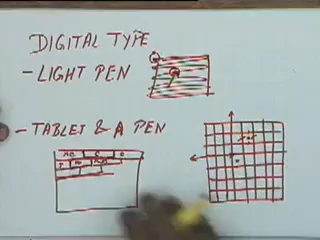 DIGITAL TYPE
- LIGHT PEN
- TABLET & A PEN